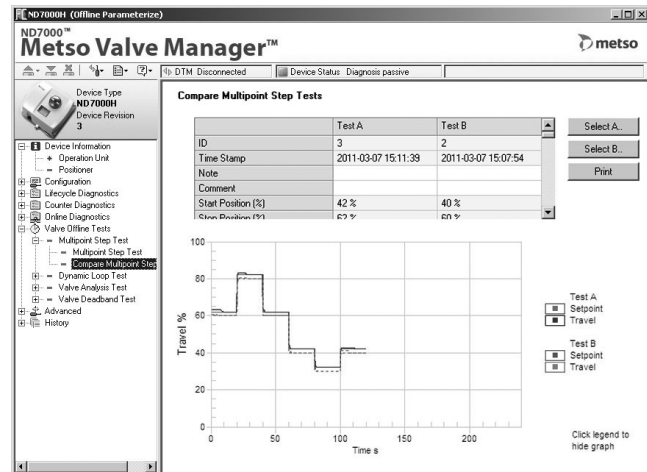 ND7000H (Offline Parameterize)
ND7000™
Metso Valve Manager™
metso
DTM Disconnected
Device Status Diagnosis passive
Device Type
ND7000H
Device Revision
3
Device Information
Operation Unit
Positioner
Configuration
Lifecycle Diagnostics
Counter Diagnostics
Online Diagnostics
Valve Offline Tests
Multipoint Step Test
Multipoint Step Test
Compare Multipoint Step
Dynamic Loop Test
Valve Analysis Test
Valve Deadband Test
Advanced
History
Compare Multipoint Step Tests
Test A Test B
ID 3 2
Time Stamp 2011-03-07 15:11:39 2011-03-07 15:07:54
Note
Comment
Start Position (%) 42 % 40 %
Stop Position (%) 62 % 60 %
Select A..
Select B..
Print
100
80
60
40
20
0
Travel %
0 50 100 150 200
Time s
Test A
Setpoint
Travel
Test B
Setpoint
Travel
Click legend to
hide graph